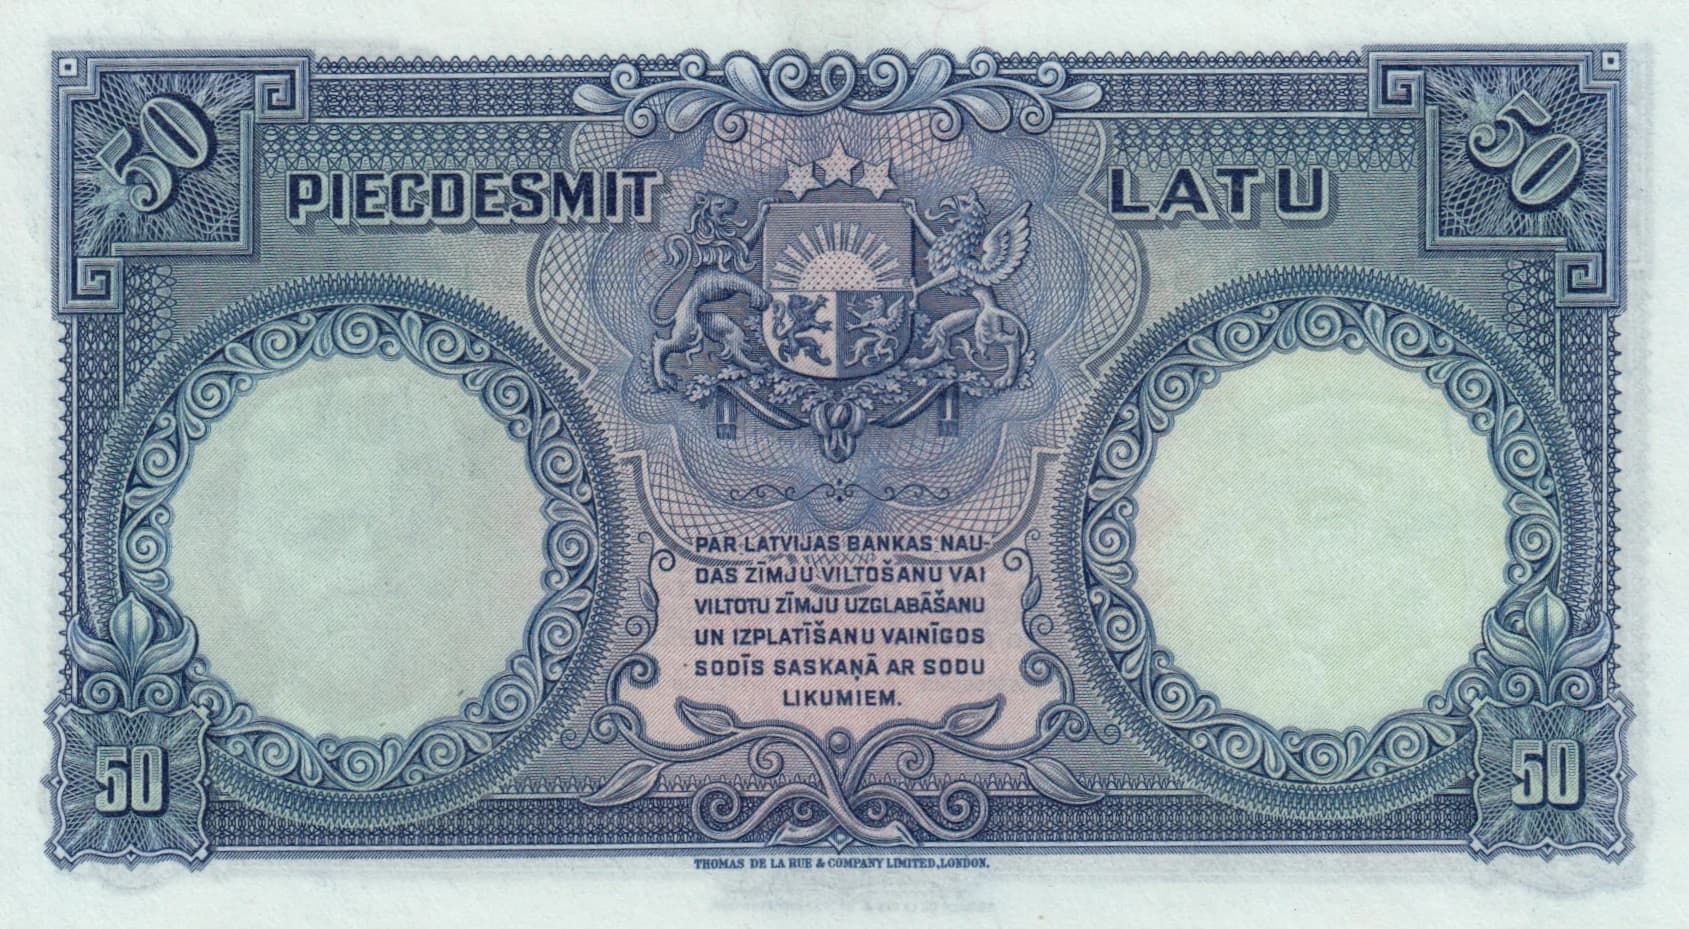 50
50
PIECDESMIT LATU
PAR LATVIJAS BANKAS NAU-
DAS ZĪMJU VILTOŠANU VAI
VILTOTU ZĪMJU UZGLABĀŠANU
UN IZPLATĪŠANU VAINĪGOS
SODĪS SASKAŅĀ AR SODU
LIKUMIEM.
50
50
THOMAS DE LA RUE & COMPANY LIMITED, LONDON.